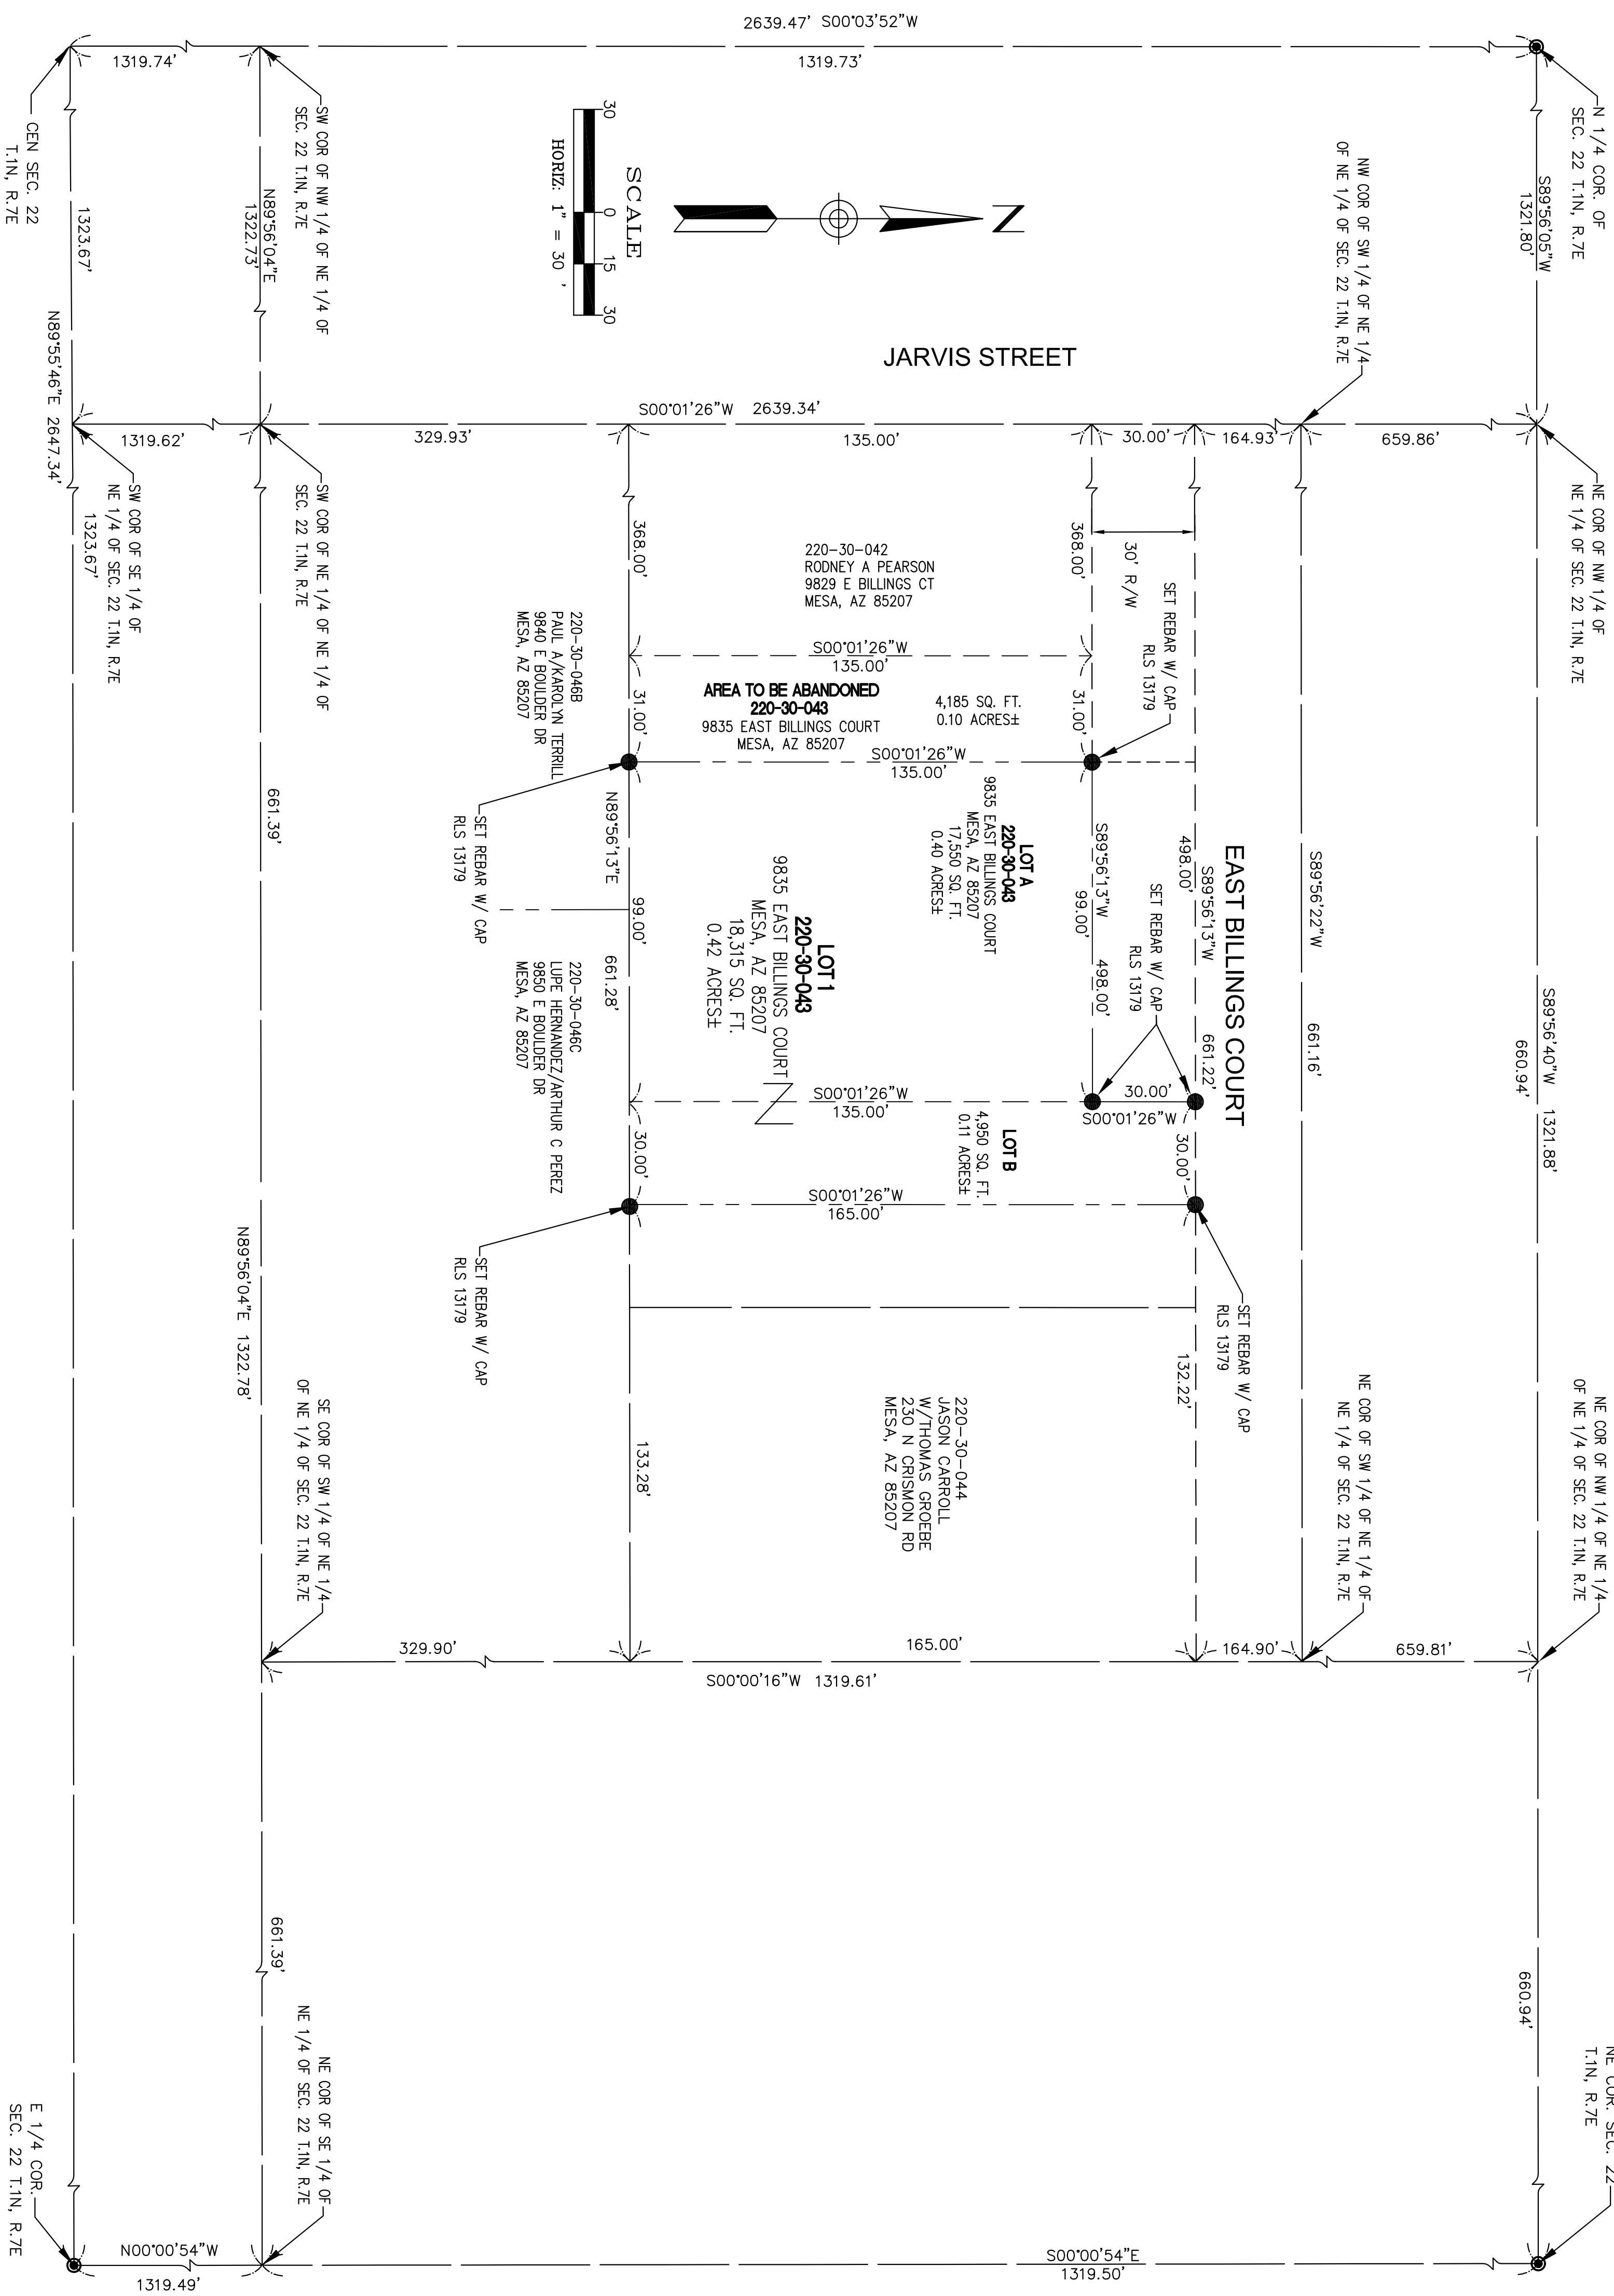 2639.47' S00°03'52"W
1319.74'
1319.73'
CEN SEC. 22
T.1N, R.7E
SW COR OF NW 1/4 OF NE 1/4 OF
SEC. 22 T.1N, R.7E
N 1/4 COR. OF
SEC. 22 T.1N, R.7E
S89°56'05"W
1321.80'
N89°56'04"E
1322.73'
1323.67'
SCALE
30
0
15
30
HORIZ: 1" = 30 '
N
JARVIS STREET
NW COR OF SW 1/4 OF NE 1/4
OF NE 1/4 OF SEC. 22 T.1N, R.7E
N89°55'46"E 2647.34'
S00°01'26"W 2639.34'
1319.62'
329.93'
135.00'
30.00'
164.93'
659.86'
SW COR OF SE 1/4 OF
NE 1/4 OF SEC. 22 T.1N, R.7E
1323.67'
SW COR OF NE 1/4 OF NE 1/4 OF
SEC. 22 T.1N, R.7E
NE COR OF NW 1/4 OF
NE 1/4 OF SEC. 22 T.1N, R.7E
368.00'
368.00'
30' R/W
220-30-042
RODNEY A PEARSON
9829 E BILLINGS CT
MESA, AZ 85207
SET REBAR W/ CAP
RLS 13179
S00°01'26"W
135.00'
220-30-046B
PAUL A/KAROLYN TERRILL
9840 E BOULDER DR
MESA, AZ 85207
31.00'
AREA TO BE ABANDONED
220-30-043
9835 EAST BILLINGS COURT
MESA, AZ 85207
4,185 SQ. FT.
0.10 ACRES±
31.00'
S00°01'26"W
135.00'
SET REBAR W/ CAP
RLS 13179
N89°56'13"E
99.00'
661.28'
LOT A
220-30-043
9835 EAST BILLINGS COURT
MESA, AZ 85207
17,550 SQ. FT.
0.40 ACRES±
S89°56'13"W
99.00'
498.00'
498.00'
S89°56'13"W
661.22'
EAST BILLINGS COURT
S89°56'22"W
661.16'
S89°56'40"W 1321.88'
660.94'
SET REBAR W/ CAP
RLS 13179
LOT 1
220-30-043
9835 EAST BILLINGS COURT
MESA, AZ 85207
18,315 SQ. FT.
0.42 ACRES±
N
220-30-046C
LUPE HERNANDEZ/ARTHUR C PEREZ
9850 E BOULDER DR
MESA, AZ 85207
661.39'
S00°01'26"W
135.00'
30.00'
S00°01'26"W
LOT B
4,950 SQ. FT.
0.11 ACRES±
30.00'
30.00'
S00°01'26"W
165.00'
SET REBAR W/ CAP
RLS 13179
SET REBAR W/ CAP
RLS 13179
N89°56'04"E 1322.78'
132.22'
133.28'
220-30-044
JASON CARROLL
W/THOMAS GROEBE
230 N CRISMON RD
MESA, AZ 85207
SE COR OF SW 1/4 OF NE 1/4
OF NE 1/4 OF SEC. 22 T.1N, R.7E
NE COR OF SW 1/4 OF NE 1/4 OF
NE 1/4 OF SEC. 22 T.1N, R.7E
NE COR OF NW 1/4 OF NE 1/4
OF NE 1/4 OF SEC. 22 T.1N, R.7E
329.90'
165.00'
164.90'
659.81'
S00°00'16"W 1319.61'
661.39'
660.94'
NE COR OF SE 1/4 OF
NE 1/4 OF SEC. 22 T.1N, R.7E
NE COR. SEC. 22
T.1N, R.7E
E 1/4 COR.
SEC. 22 T.1N, R.7E
N00°00'54"W
1319.49'
S00°00'54"E
1319.50'